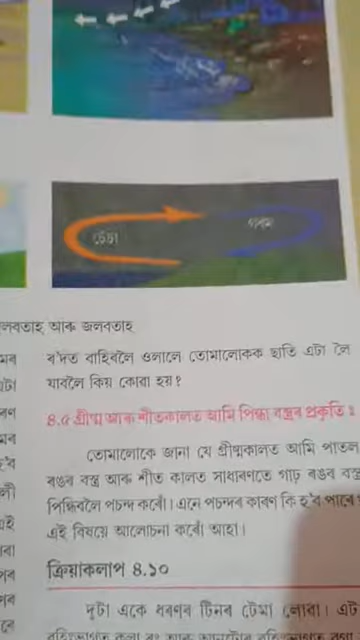 চেঁচা
গৰম
লবতাহ আৰু জলবতাহ
ৰ'দত বাহিৰলৈ ওলালে তোমালোকক ছাতি এটা লৈ
যাবলৈ কিয় কোৱা হয়?
৪.৫ গ্ৰীষ্ম আৰু শীতকালত আমি পিন্ধা বস্ত্ৰৰ প্ৰকৃতি :
তোমালোকে জানা যে গ্ৰীষ্মকালত আমি পাতল
ৰঙৰ বস্ত্ৰ আৰু শীত কালত সাধাৰণতে গাঢ় ৰঙৰ বস্ত্ৰ
পিন্ধিবলৈ পচন্দ কৰোঁ। এনে পচন্দৰ কাৰণ কি হ'ব পাৰে?
এই বিষয়ে আলোচনা কৰোঁ আহা।
ক্ৰিয়াকলাপ ৪.১০
দুটা একে ধৰণৰ টিনৰ টেমা লোৱা। এটা